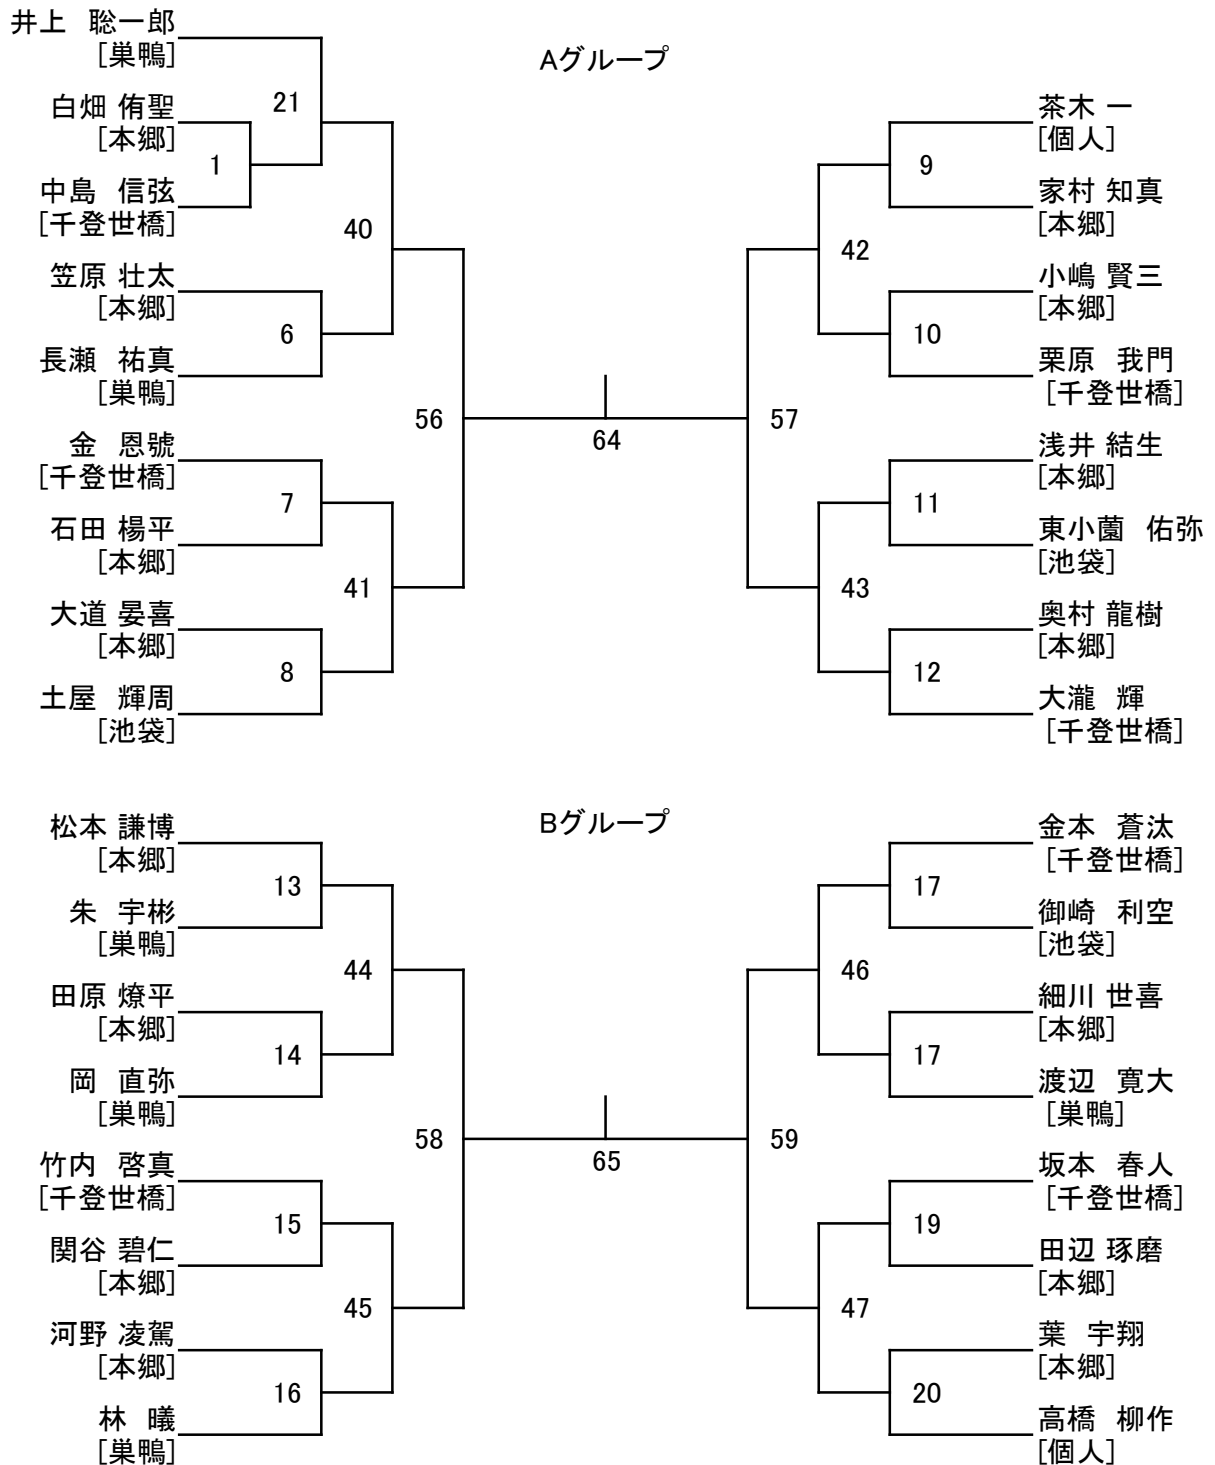 Aグループ
井上　聡一郎
[巣鴨]
21
白畑 侑聖
[本郷]
1
中島　信弦
[千登世橋]
40
笠原 壮太
[本郷]
6
長瀬　祐真
[巣鴨]
56
金　恩號
[千登世橋]
7
石田 楊平
[本郷]
41
大道 晏喜
[本郷]
8
土屋　輝周
[池袋]
64
茶木 一
[個人]
9
家村 知真
[本郷]
42
小嶋 賢三
[本郷]
10
栗原　我門
[千登世橋]
57
浅井 結生
[本郷]
11
東小薗　佑弥
[池袋]
43
奥村 龍樹
[本郷]
12
大瀧　輝
[千登世橋]
Bグループ
松本 謙博
[本郷]
13
朱　宇彬
[巣鴨]
44
田原 燎平
[本郷]
14
岡　直弥
[巣鴨]
58
竹内　啓真
[千登世橋]
15
関谷 碧仁
[本郷]
45
河野 凌駕
[本郷]
16
林　曦
[巣鴨]
65
金本　蒼汰
[千登世橋]
17
御崎　利空
[池袋]
46
細川 世喜
[本郷]
17
渡辺　寛大
[巣鴨]
59
坂本　春人
[千登世橋]
19
田辺 琢磨
[本郷]
47
葉　宇翔
[本郷]
20
高橋　柳作
[個人]